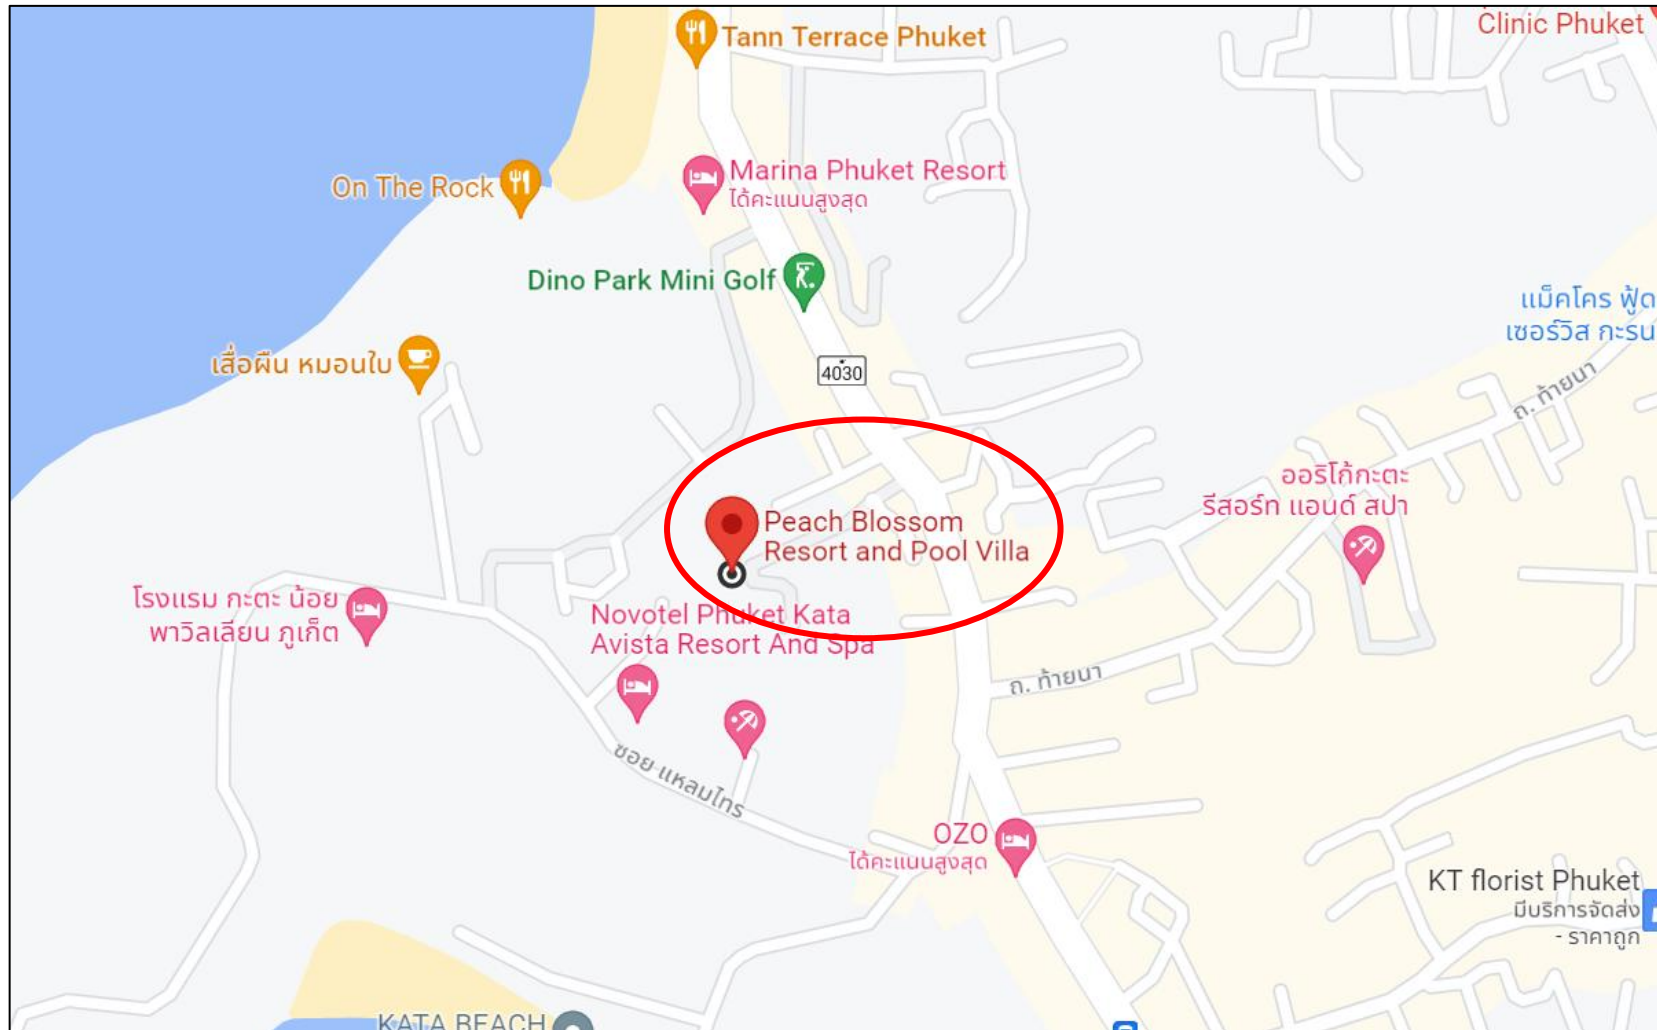 Clinic Phuket
Tann Terrace Phuket
Marina Phuket Resort
ได้คะแนนสูงสุด
On The Rock
Dino Park Mini Golf
แม็คโคร ฟู้ด
เซอร์วิส กะรน
เสื่อผืน หมอนใบ
4030
ถ. ท้ายนา
ออริโก้กะตะ
รีสอร์ท แอนด์ สปา
Peach Blossom
Resort and Pool Villa
โรงแรม กะตะ น้อย
พาวิลเลียน ภูเก็ต
Novotel Phuket Kata
Avista Resort And Spa
ถ. ท้ายนา
ซอย แหลมไทร
OZO
ได้คะแนนสูงสุด
KT florist Phuket
มีบริการจัดส่ง
- ราคาถูก
KATA BEACH